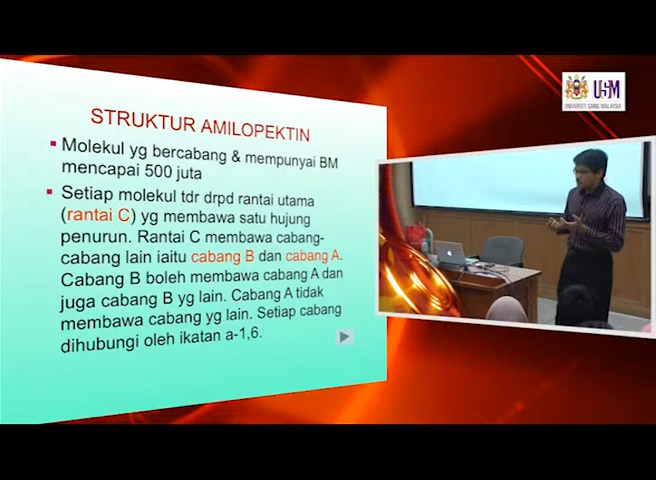 USM
UNIVERSITI SAINS MALAYSIA
STRUKTUR AMILOPEKTIN
Molekul yg bercabang & mempunyai BM
mencapai 500 juta
Setiap molekul tdr drpd rantai utama
(rantai C) yg membawa satu hujung
penurun. Rantai C membawa cabang-
cabang lain iaitu cabang B dan cabang A.
Cabang B boleh membawa cabang A dan
juga cabang B yg lain. Cabang A tidak
membawa cabang yg lain. Setiap cabang
dihubungi oleh ikatan a-1,6.